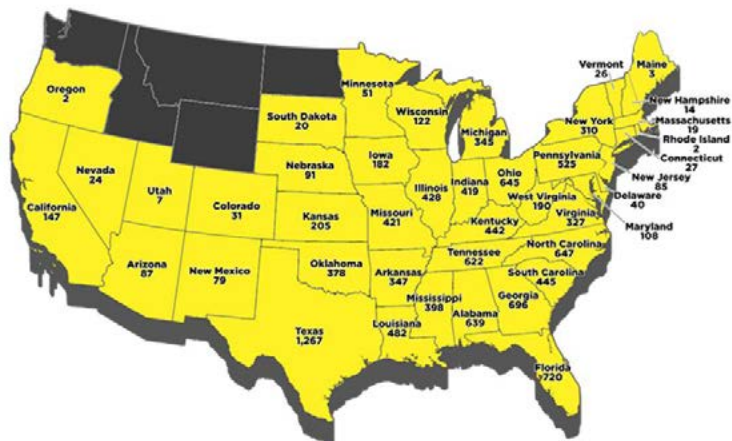 Oregon
2
Minnesota
51
Vermont
26
Maine
3
New Hampshire
14
Massachusetts
19
Rhode Island
2
Connecticut
27
New Jersey
85
Delaware
40
Maryland
108
South Dakota
20
Wisconsin
122
Michigan
345
New York
310
Pennsylvania
525
Nevada
24
Utah
7
Nebraska
91
Iowa
182
Illinois
428
Indiana
419
Ohio
645
West Virginia
190
Virginia
327
California
147
Colorado
31
Kansas
205
Missouri
421
Kentucky
442
North Carolina
647
Tennessee
622
South Carolina
445
Arizona
87
New Mexico
79
Oklahoma
378
Arkansas
347
Mississippi
398
Alabama
639
Georgia
696
Texas
1,267
Louisiana
482
Florida
720